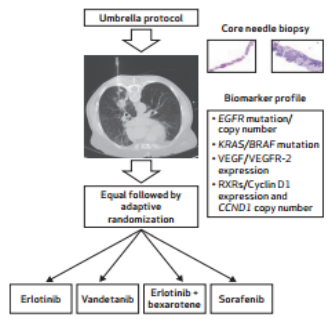 Umbrella protocol
Core needle biopsy
Biomarker profile
• EGFR mutation/
copy number
• KRAS/BRAF mutation
• VEGF/VEGFR-2
expression
• RXRs/Cyclin D1
expression and
CCND1 copy number
Equal followed by
adaptive
randomization
Erlotinib
Vandetanib
Erlotinib +
bexarotene
Sorafenib